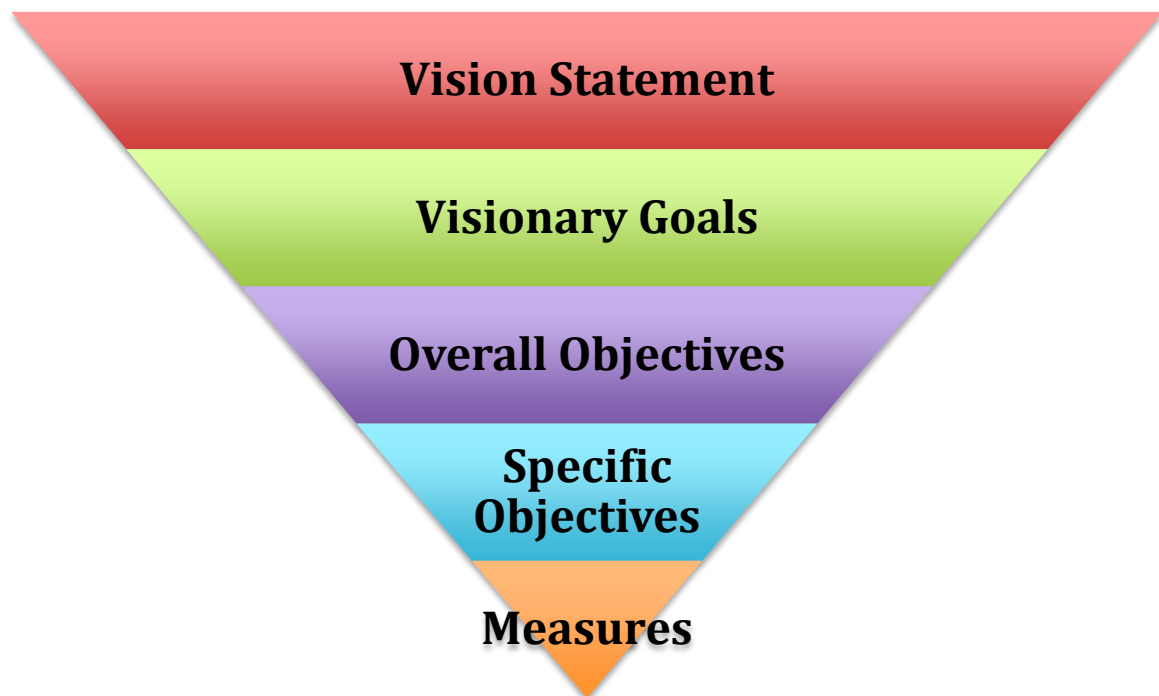 Vision Statement
Visionary Goals
Overall Objectives
Specific
Objectives
Measures